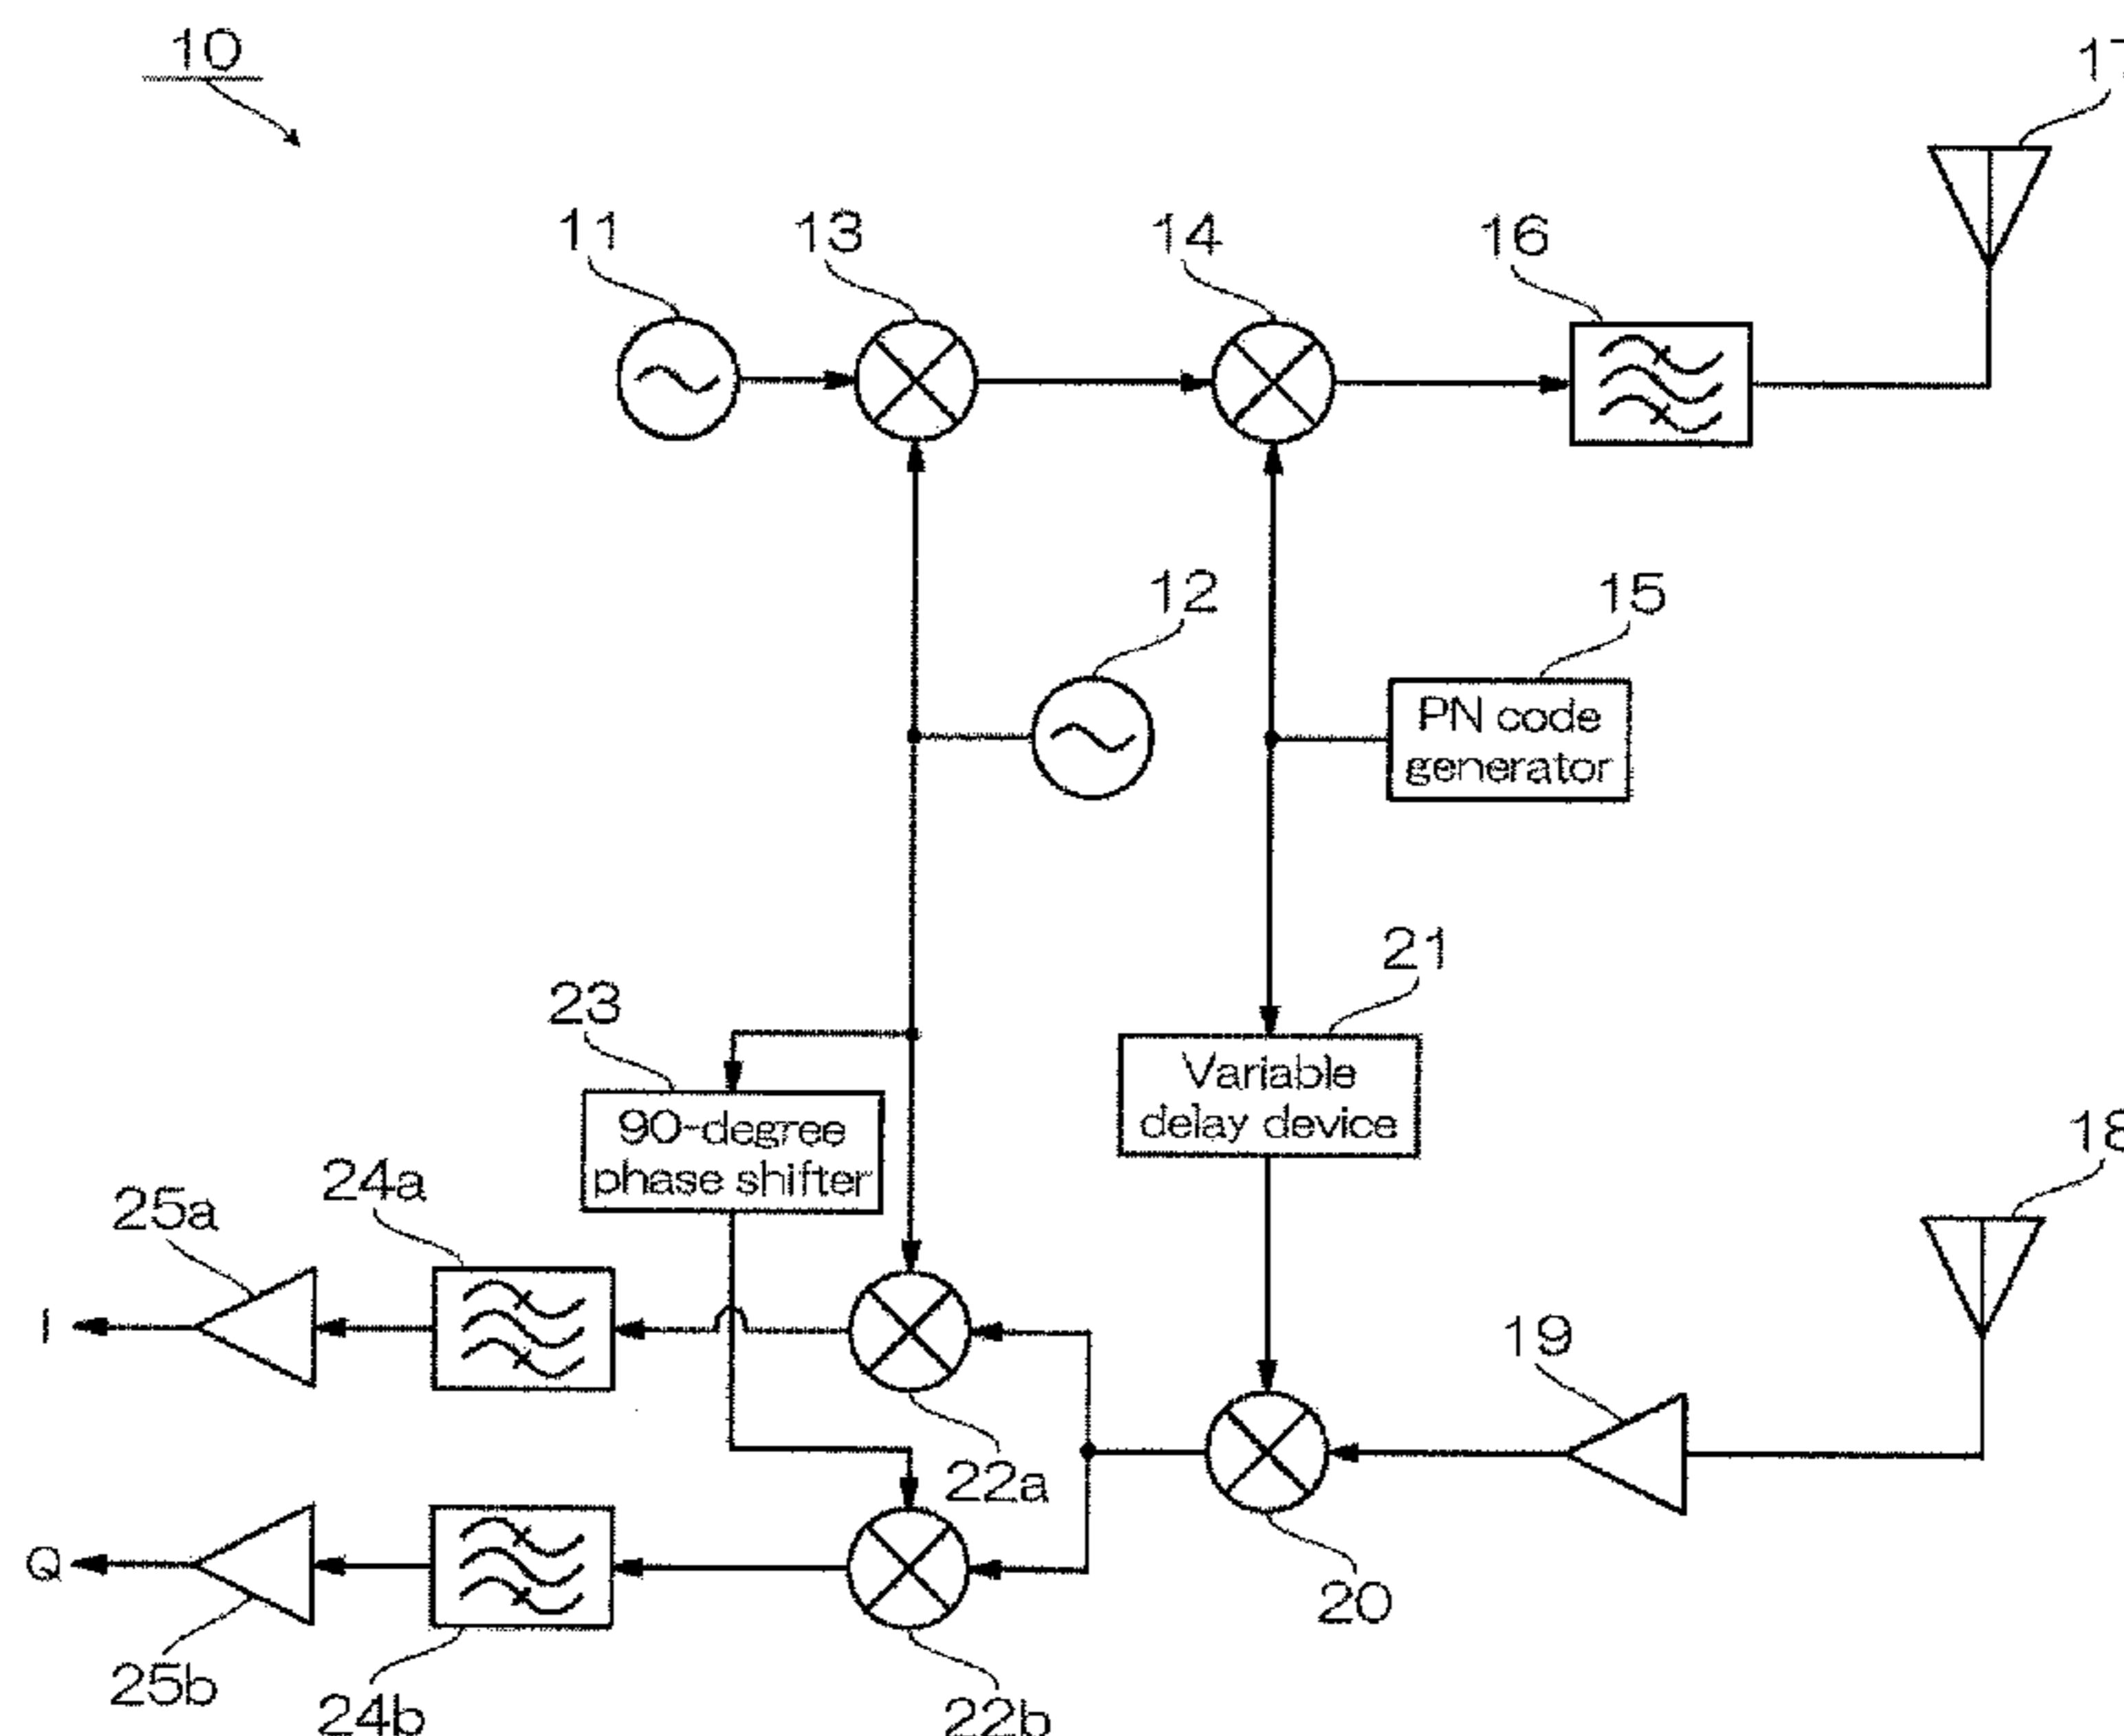 10
17
11
13
14
16
12
15
PN code
generator
21
23
Variable
delay device
90-degree
phase shifter
18
24a
25a
19
I
22a
Q
20
25b
24b
22b